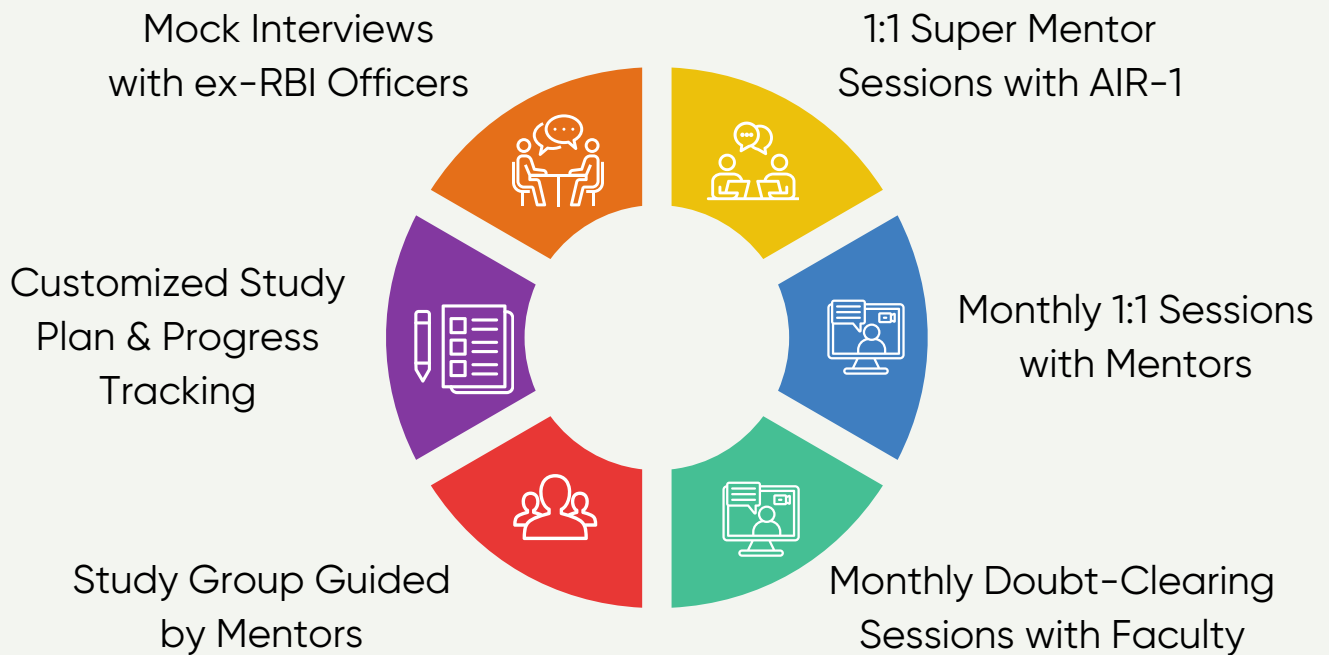 Mock Interviews
with ex-RBI Officers
1:1 Super Mentor
Sessions with AIR-1
Customized Study
Plan & Progress
Tracking
Monthly 1:1 Sessions
with Mentors
Study Group Guided
by Mentors
Monthly Doubt-Clearing
Sessions with Faculty